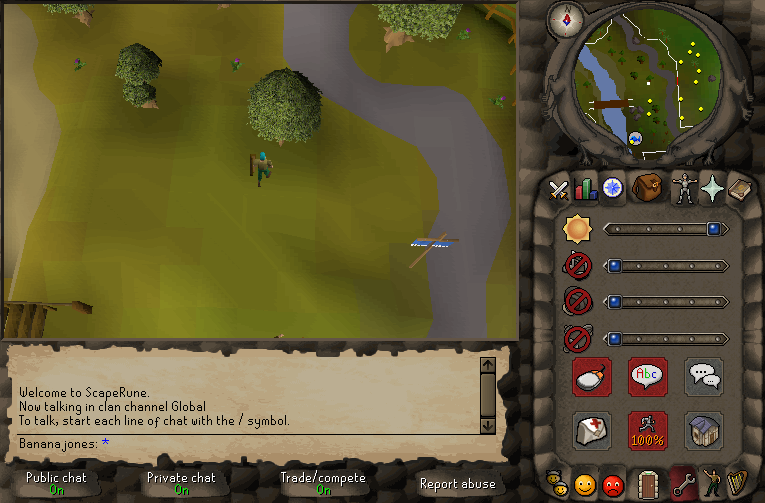 Abc
100%
Welcome to ScapeRune.
Now talking in clan channel Global
To talk, start each line of chat with the / symbol.
Banana jones: *
Public chat
On
Private chat
On
Trade/compete
On
Report abuse